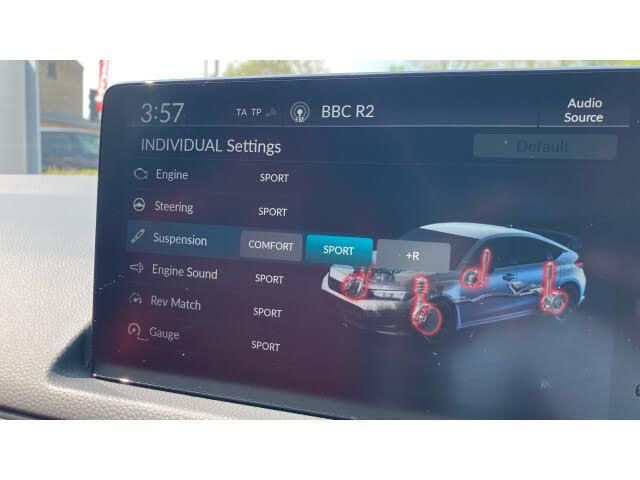 3:57 TA TP FM BBC R2 Audio
Source
INDIVIDUAL Settings Default
Engine SPORT
Steering SPORT
Suspension COMFORT SPORT +R
Engine Sound SPORT
Rev Match SPORT
Gauge SPORT